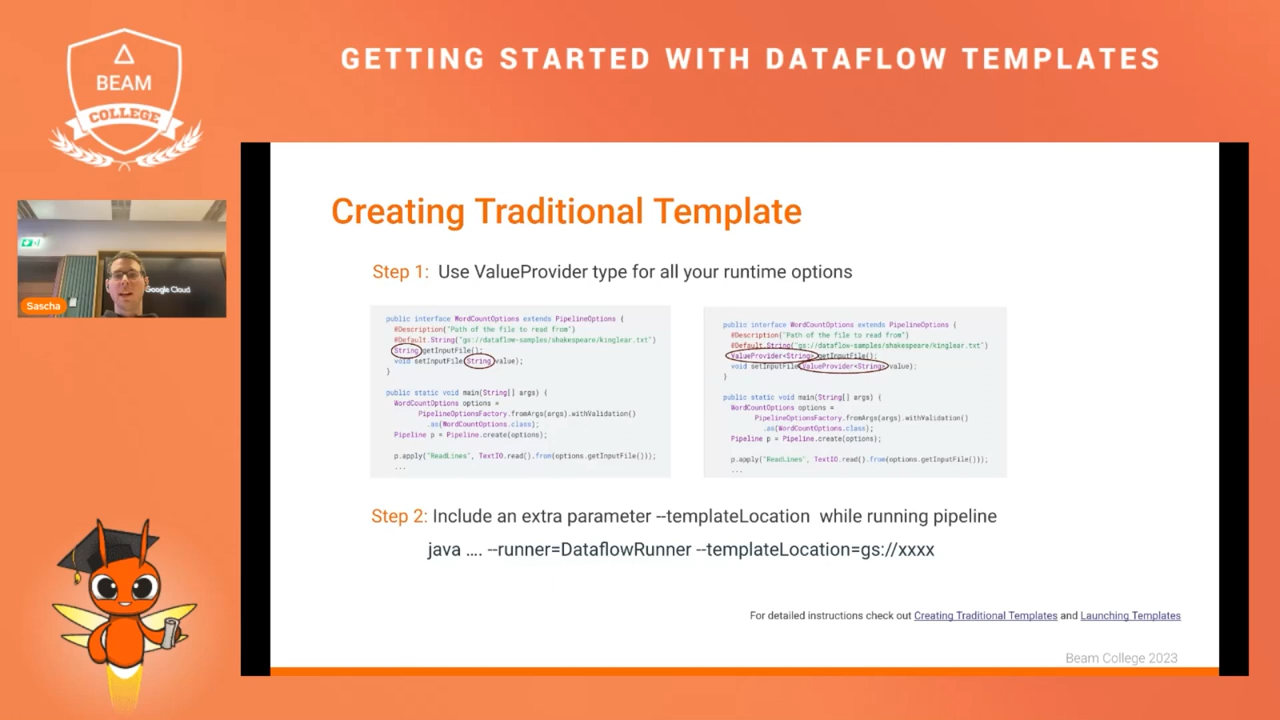 GETTING STARTED WITH DATAFLOW TEMPLATES
BEAM
COLLEGE
Google Cloud
Sascha
Creating Traditional Template
Step 1: Use ValueProvider type for all your runtime options
public interface WordCountOptions extends PipelineOptions {
@Description("Path of the file to read from")
@Default.String("gs://dataflow-samples/shakespeare/kinglear.txt")
String getInputFile();
void setInputFile(String value);
}
public static void main(String[] args) {
WordCountOptions options =
PipelineOptionsFactory.fromArgs(args).withValidation()
.as(WordCountOptions.class);
Pipeline p = Pipeline.create(options);
p.apply("ReadLines", TextIO.read().from(options.getInputFile()));
...
public interface WordCountOptions extends PipelineOptions {
@Description("Path of the file to read from")
@Default.String("gs://dataflow-samples/shakespeare/kinglear.txt")
ValueProvider<String> getInputFile();
void setInputFile(ValueProvider<String> value);
}
public static void main(String[] args) {
WordCountOptions options =
PipelineOptionsFactory.fromArgs(args).withValidation()
.as(WordCountOptions.class);
Pipeline p = Pipeline.create(options);
p.apply("ReadLines", TextIO.read().from(options.getInputFile()));
...
Step 2: Include an extra parameter --templateLocation while running pipeline
java .... --runner=DataflowRunner --templateLocation=gs://xxxx
For detailed instructions check out Creating Traditional Templates and Launching Templates
Beam College 2023